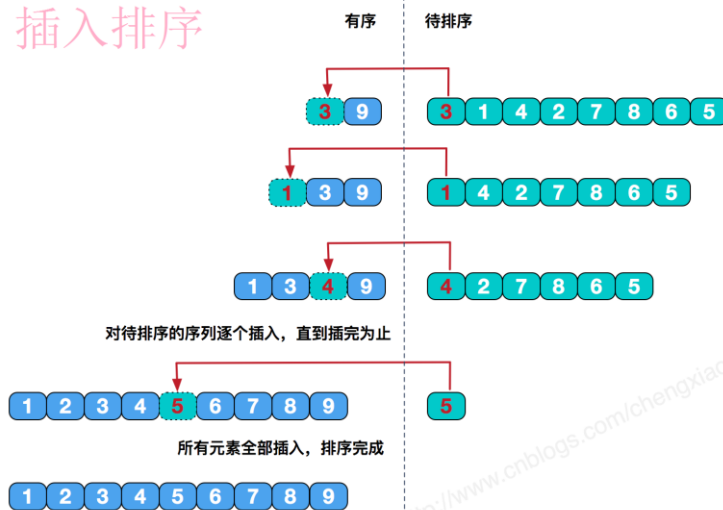 插入排序
有序 待排序
3 9 3 1 4 2 7 8 6 5
1 3 9 1 4 2 7 8 6 5
1 3 4 9 4 2 7 8 6 5
对待排序的序列逐个插入，直到插完为止
1 2 3 4 5 6 7 8 9 5
所有元素全部插入，排序完成
1 2 3 4 5 6 7 8 9
://www.cnblogs.com/chengxiao